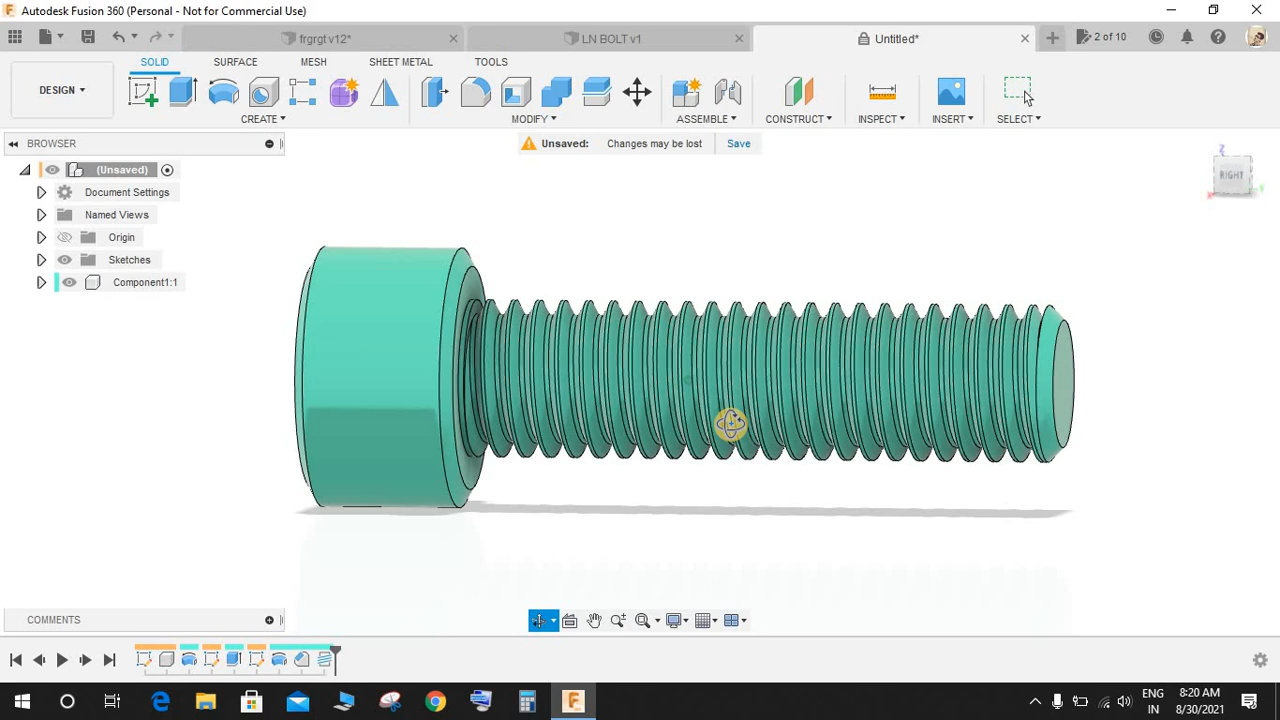 Autodesk Fusion 360 (Personal - Not for Commercial Use)
frgrgt v12*
LN BOLT v1
Untitled*
2 of 10
SOLID SURFACE MESH SHEET METAL TOOLS
DESIGN
CREATE MODIFY ASSEMBLE CONSTRUCT INSPECT INSERT SELECT
BROWSER
Unsaved: Changes may be lost Save
(Unsaved)
Document Settings
Named Views
Origin
Sketches
Component1:1
Z
RIGHT
X
Y
COMMENTS
ENG
IN
8:20 AM
8/30/2021